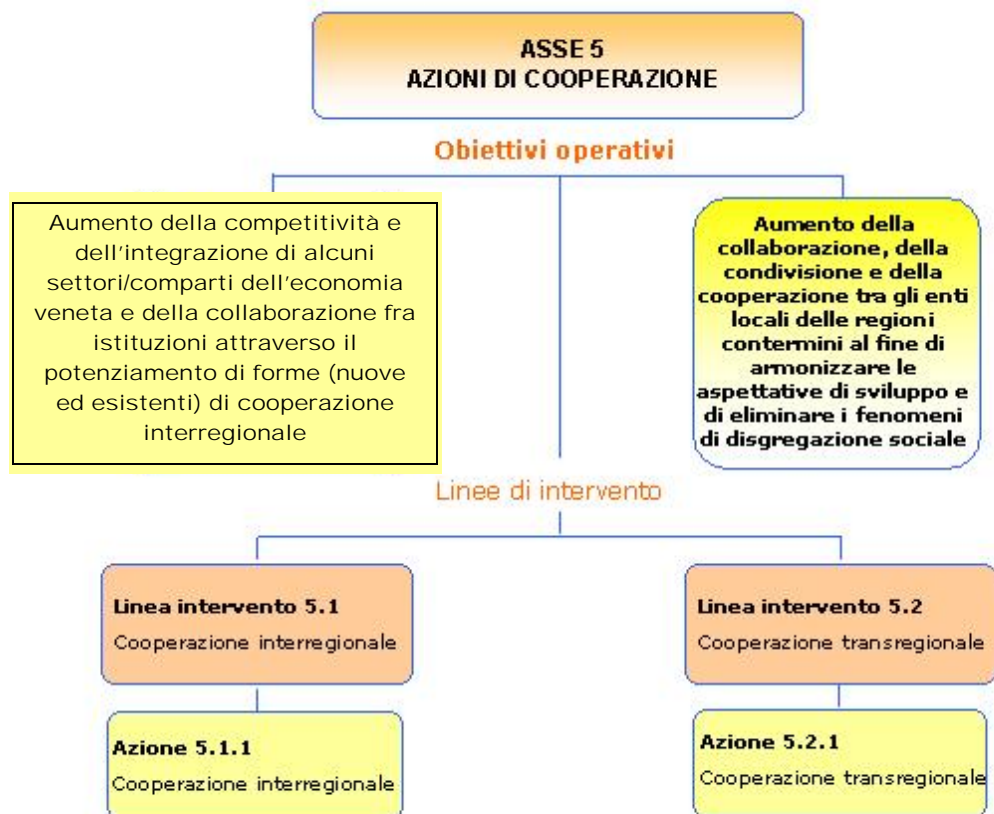 ASSE 5
AZIONI DI COOPERAZIONE
Obiettivi operativi
Aumento della competitività e
dell'integrazione di alcuni
settori/comparti dell'economia
veneta e della collaborazione fra
istituzioni attraverso il
potenziamento di forme (nuove
ed esistenti) di cooperazione
interregionale
Aumento della
collaborazione, della
condivisione e della
cooperazione tra gli enti
locali delle regioni
contermini al fine di
armonizzare le
aspettative di sviluppo e
di eliminare i fenomeni
di disgregazione sociale
Linee di intervento
Linea intervento 5.1
Cooperazione interregionale
Linea intervento 5.2
Cooperazione transregionale
Azione 5.1.1
Cooperazione interregionale
Azione 5.2.1
Cooperazione transregionale